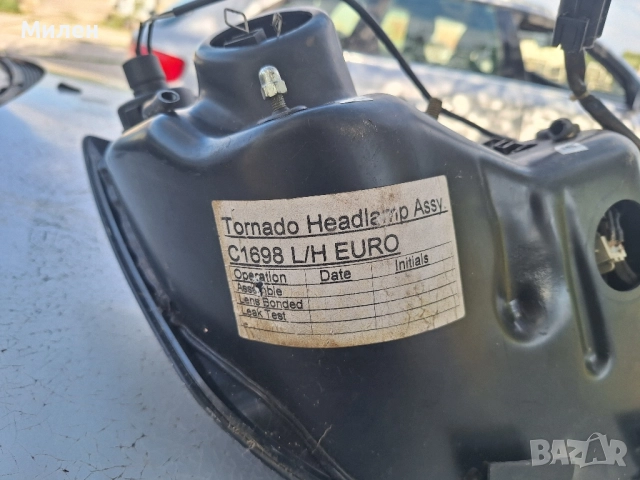 Милен
Tornado Headlamp Assy.
C1698 L/H EURO
Operation Date Initials
Assemble
Lens Bonded
Leak Test
BAZAR